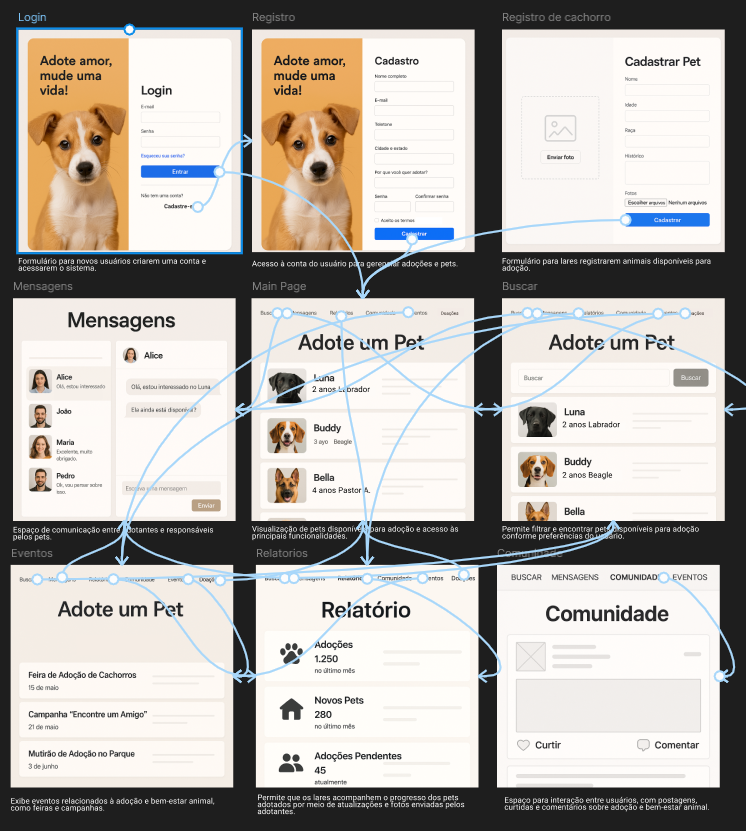 Login
Adote amor,
mude uma
vida!
Login
E-mail
Senha
Esqueceu sua senha?
Entrar
Não tem uma conta?
Cadastre-se
Formulário para novos usuários criarem uma conta e
acessarem o sistema.
Registro
Adote amor,
mude uma
vida!
Cadastro
Nome completo
E-mail
Telefone
Cidade e estado
Por que você quer adotar?
Senha
Confirmar senha
Aceito os termos
Cadastrar
Acesso à conta do usuário para gerenciar adoções e pets.
Registro de cachorro
Enviar foto
Cadastrar Pet
Nome
Idade
Raça
Histórico
Fotos
Escolher arquivos Nenhum arquivos
Cadastrar
Formulário para lares registrarem animais disponíveis para
adoção.
Mensagens
Mensagens
Alice
Olá, estou interessado
João
Maria
Excelente, muito
obrigado.
Pedro
Ok, vou pensar sobre
isso.
Alice
Olá, estou interessado no Luna
Ela ainda está disponível?
Escreva uma mensagem
Enviar
Espaço de comunicação entre adotantes e responsáveis
pelos pets.
Main Page
Buscar Mensagens Relatórios Comunidade Eventos Doações
Adote um Pet
Luna
2 anos Labrador
Buddy
3 ayo Beagle
Bella
4 anos Pastor A.
Visualização de pets disponíveis para adoção e acesso às
principais funcionalidades.
Buscar
Buscar Mensagens Relatórios Comunidade Eventos Doações
Adote um Pet
Buscar
Buscar
Luna
2 anos Labrador
Buddy
2 anos Beagle
Bella
Permite filtrar e encontrar pets disponíveis para adoção
conforme preferências do usuário.
Eventos
Buscar Mensagens Relatórios Comunidade Eventos Doações
Adote um Pet
Feira de Adoção de Cachorros
15 de maio
Campanha "Encontre um Amigo"
21 de maio
Mutirão de Adoção no Parque
3 de junho
Exibe eventos relacionados à adoção e bem-estar animal,
como feiras e campanhas.
Relatorios
Relatórios Comunidade Eventos Doações
Relatório
Adoções
1.250
no último mês
Novos Pets
280
no último mês
Adoções Pendentes
45
atualmente
Permite que os lares acompanhem o progresso dos pets
adotados por meio de atualizações e fotos enviadas pelos
adotantes.
Comunidade
BUSCAR MENSAGENS COMUNIDADE EVENTOS
Comunidade
Curtir
Comentar
Espaço para interação entre usuários, com postagens,
curtidas e comentários sobre adoção e bem-estar animal.